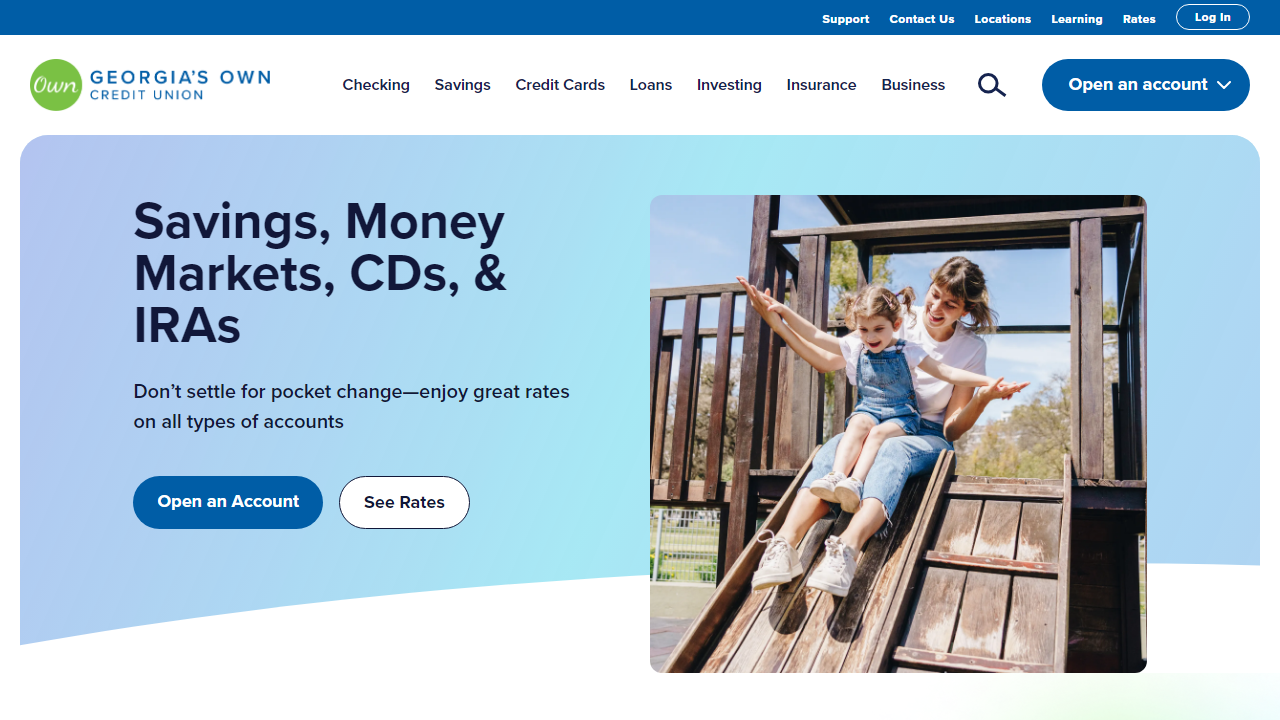 Support Contact Us Locations Learning Rates Log In
Own GEORGIA'S OWN
CREDIT UNION
Checking Savings Credit Cards Loans Investing Insurance Business Open an account
Savings, Money
Markets, CDs, &
IRAs
Don’t settle for pocket change—enjoy great rates
on all types of accounts
Open an Account See Rates